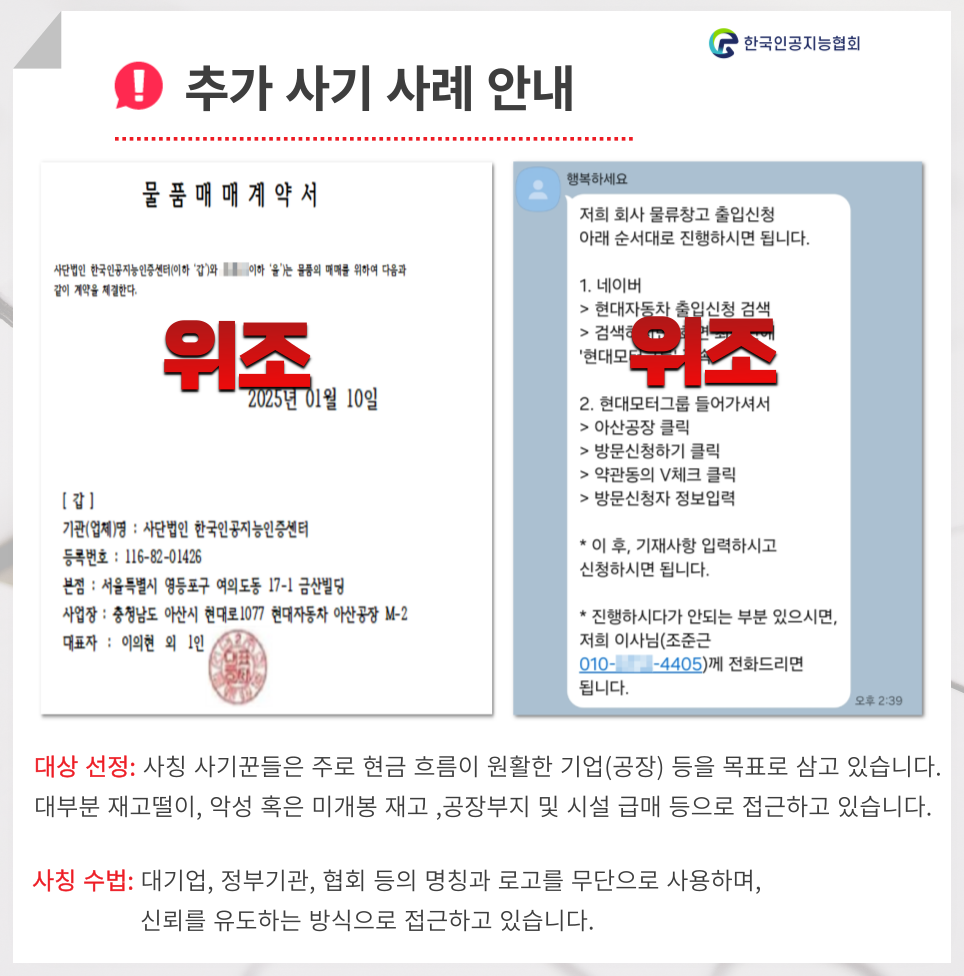 한국인공지능협회
추가 사기 사례 안내
물품매매계약서
사단법인 한국인공지능인증센터(이하 '갑')와 이하 '을')는 물품의 매매를 위하여 다음과
같이 계약을 체결한다.
위조
2025년 01월 10일
[ 갑 ]
기관(업체)명 : 사단법인 한국인공지능인증센터
등록번호 : 116-82-01426
본점 : 서울특별시 영등포구 여의도동 17-1 금산빌딩
사업장 : 충청남도 아산시 현대로1077 현대자동차 아산공장 M-2
대표자 : 이의현 외 1인
행복하세요
저희 회사 물류창고 출입신청
아래 순서대로 진행하시면 됩니다.
1. 네이버
> 현대자동차 출입신청 검색
> 검색하
'현대모터
위조
2. 현대모터그룹 들어가셔서
> 아산공장 클릭
> 방문신청하기 클릭
> 약관동의 V체크 클릭
> 방문신청자 정보입력
* 이 후, 기재사항 입력하시고
신청하시면 됩니다.
* 진행하시다가 안되는 부분 있으시면,
저희 이사님(조준근
010- -4405)께 전화드리면
됩니다.
오후 2:39
대상 선정: 사칭 사기꾼들은 주로 현금 흐름이 원활한 기업(공장) 등을 목표로 삼고 있습니다.
대부분 재고떨이, 악성 혹은 미개봉 재고 ,공장부지 및 시설 급매 등으로 접근하고 있습니다.
사칭 수법: 대기업, 정부기관, 협회 등의 명칭과 로고를 무단으로 사용하며,
신뢰를 유도하는 방식으로 접근하고 있습니다.